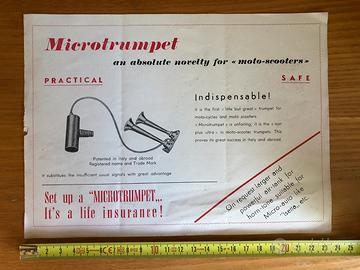 Microtrumpet
an absolute novelty for « moto-scooters »
PRACTICAL
SAFE
Indispensable!
It is the first « little but great » trumpet for
moto-cycles and moto scooters.
« Microtrumpet » is unfailing; it is the « non
plus ultra » in moto-scooter trumpets. This
proves its great success in Italy and abroad.
Patented in Italy and abroad
Registered name and Trade Mark
It substitutes the insufficient usual signals with great advantage
Set up a "MICROTRUMPET„.
It's a life insurance!
On request larger and
powerful air-tank for
horn-tone suitable for
Micro-auto like
"Isetta„ etc.